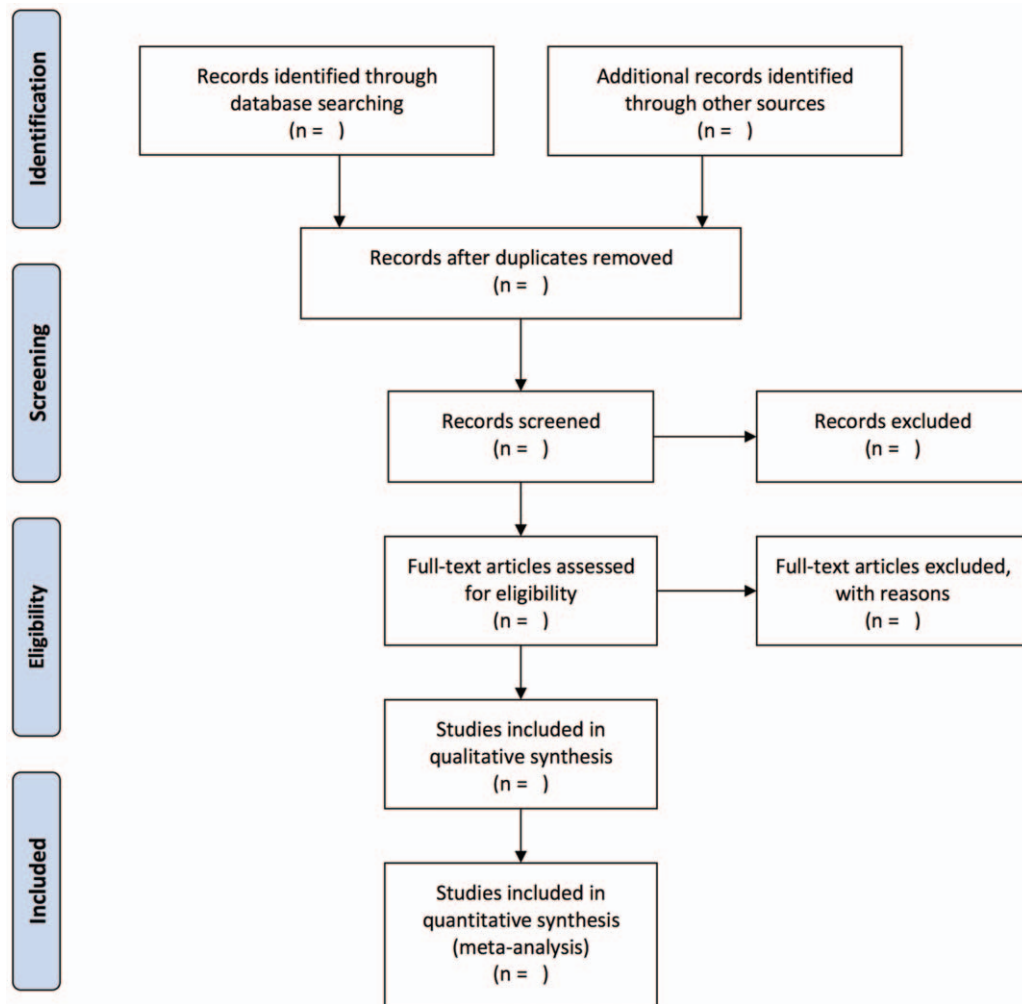 Identification
Records identified through
database searching
(n =   )
Additional records identified
through other sources
(n =   )
Records after duplicates removed
(n =   )
Screening
Records screened
(n =   )
Records excluded
(n =   )
Eligibility
Full-text articles assessed
for eligibility
(n =   )
Full-text articles excluded,
with reasons
(n =   )
Studies included in
qualitative synthesis
(n =   )
Included
Studies included in
quantitative synthesis
(meta-analysis)
(n =   )